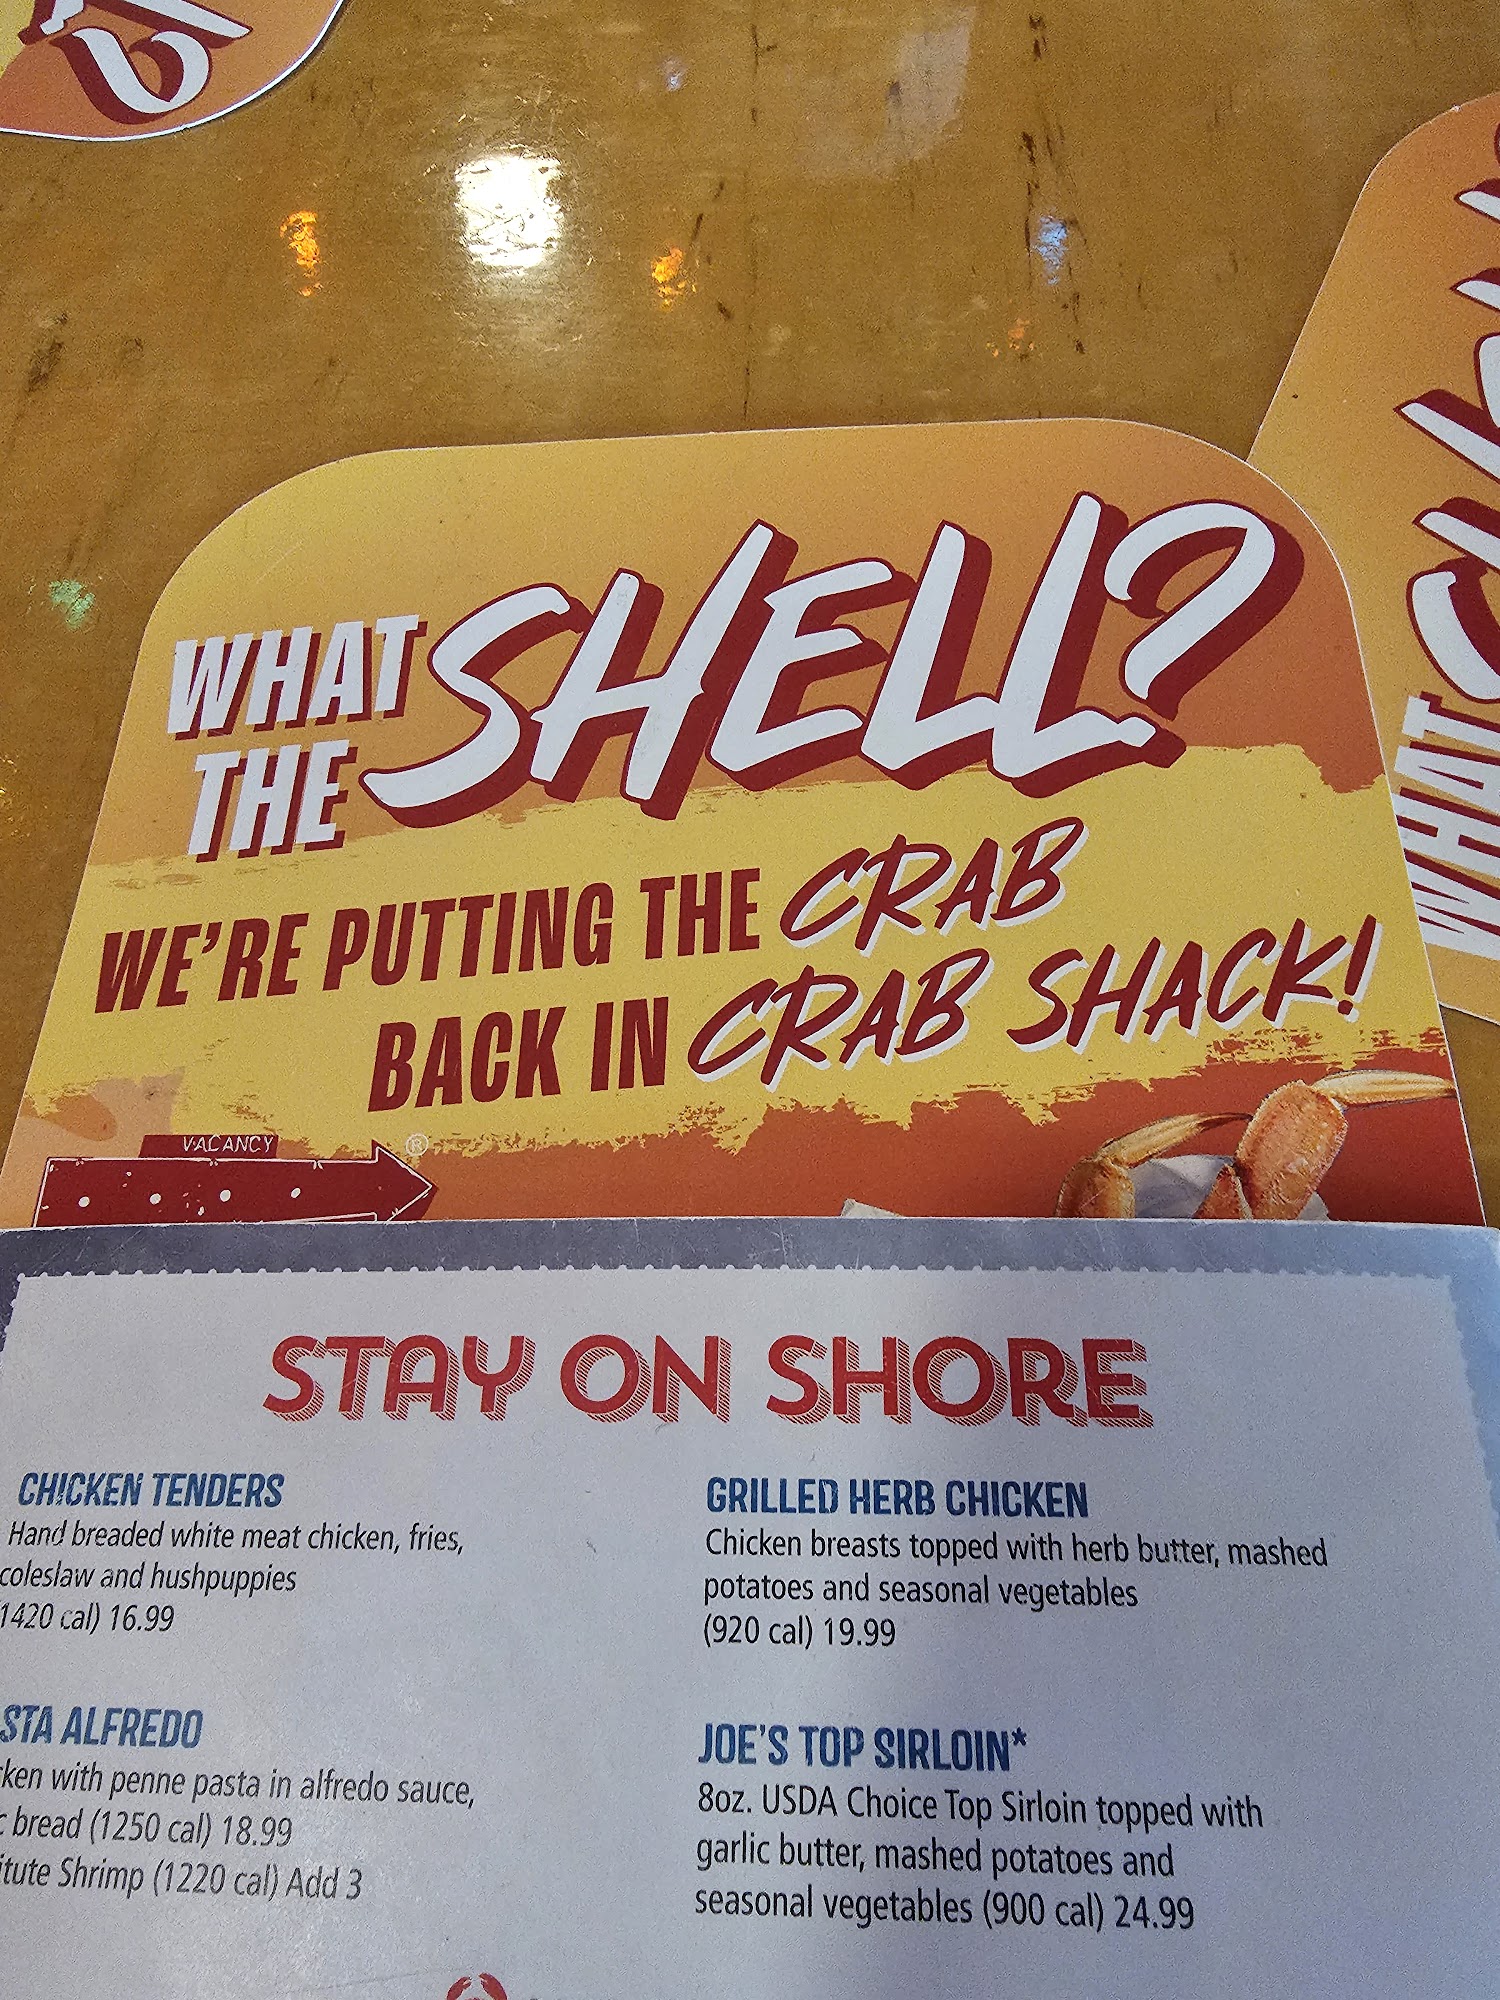 WHAT
THE SHELL?
WE'RE PUTTING THE CRAB
BACK IN CRAB SHACK!
VACANCY
®
WHAT
STAY ON SHORE
CHICKEN TENDERS
Hand breaded white meat chicken, fries,
coleslaw and hushpuppies
(1420 cal) 16.99
STA ALFREDO
ken with penne pasta in alfredo sauce,
c bread (1250 cal) 18.99
itute Shrimp (1220 cal) Add 3
GRILLED HERB CHICKEN
Chicken breasts topped with herb butter, mashed
potatoes and seasonal vegetables
(920 cal) 19.99
JOE'S TOP SIRLOIN*
8oz. USDA Choice Top Sirloin topped with
garlic butter, mashed potatoes and
seasonal vegetables (900 cal) 24.99